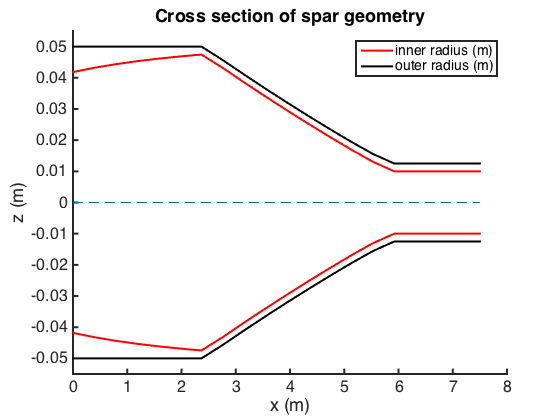 Cross section of spar geometry
inner radius (m)
outer radius (m)
z (m)
0.05
0.04
0.03
0.02
0.01
0
-0.01
-0.02
-0.03
-0.04
-0.05
0 1 2 3 4 5 6 7 8
x (m)